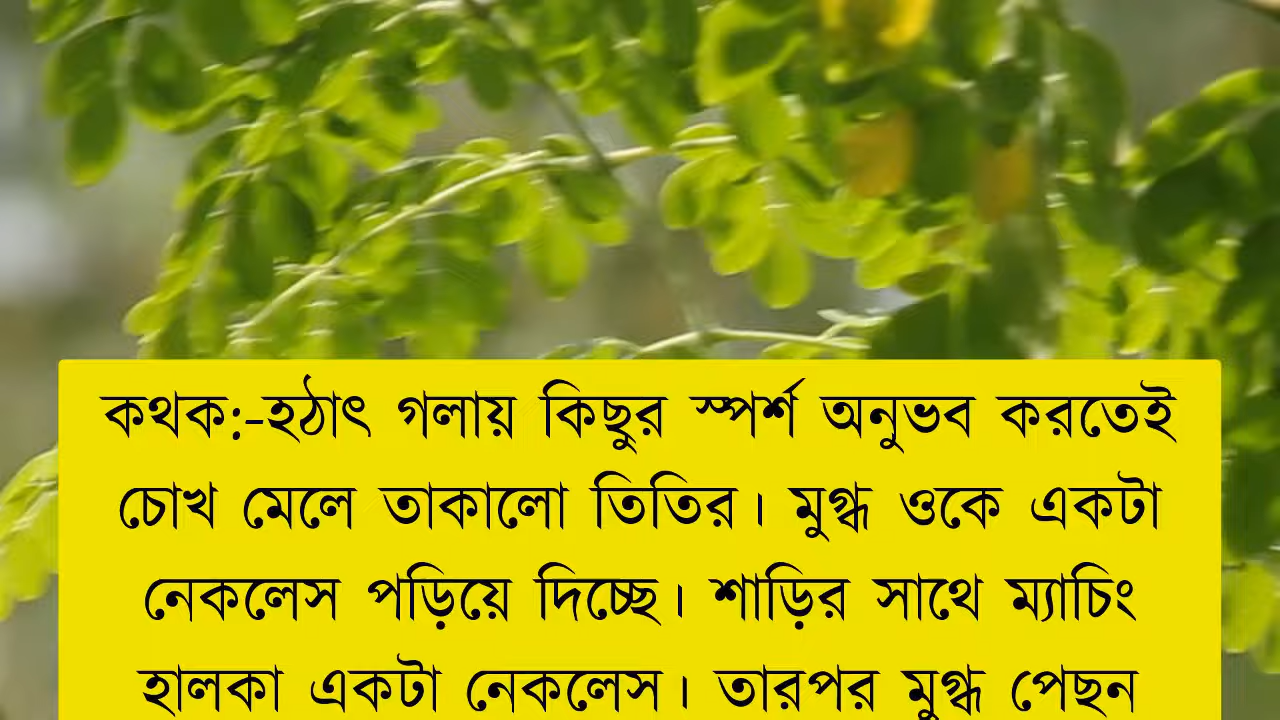 কথক:-হঠাৎ গলায় কিছুর স্পর্শ অনুভব করতেই
চোখ মেলে তাকালো তিতির। মুগ্ধ ওকে একটা
নেকলেস পড়িয়ে দিচ্ছে। শাড়ির সাথে ম্যাচিং
হালকা একটা নেকলেস। তারপর মুগ্ধ পেছন